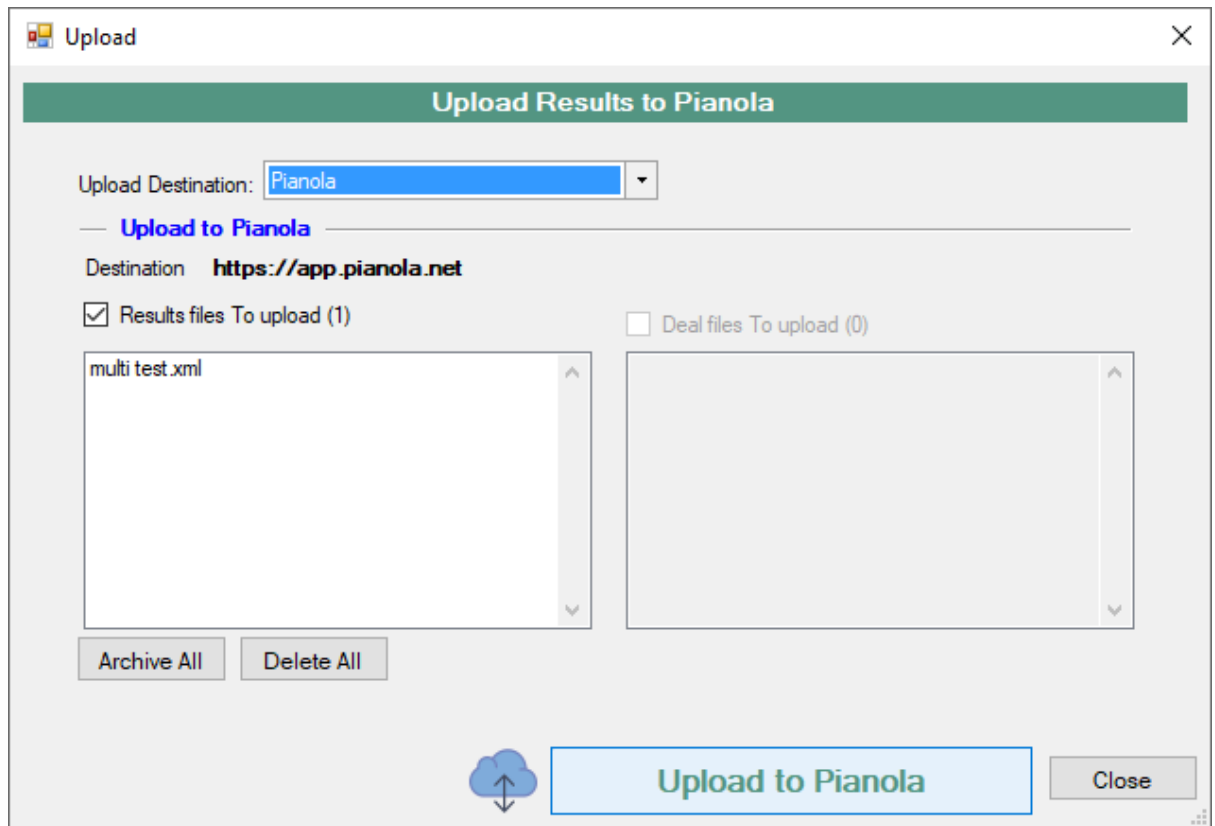 Upload
Upload Results to Pianola
Upload Destination: Pianola
Upload to Pianola
Destination https://app.pianola.net
Results files To upload (1)
Deal files To upload (0)
multi test.xml
Archive All Delete All
Upload to Pianola Close